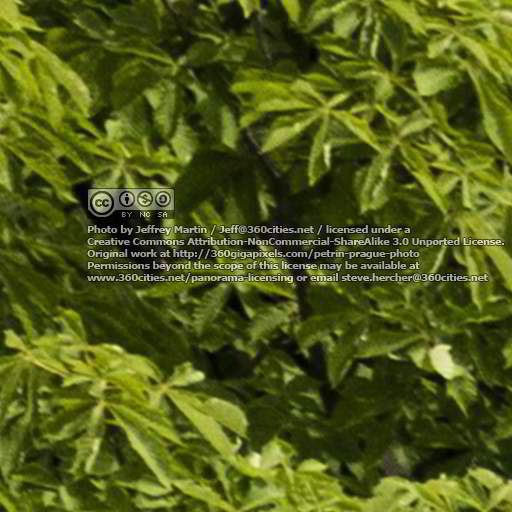 cc
BY NC SA
Photo by Jeffrey Martin / Jeff@360cities.net / licensed under a
Creative Commons Attribution-NonCommercial-ShareAlike 3.0 Unported License.
Original work at http://360gigapixels.com/petrin-prague-photo
Permissions beyond the scope of this license may be available at
www.360cities.net/panorama-licensing or email steve.hercher@360cities.net